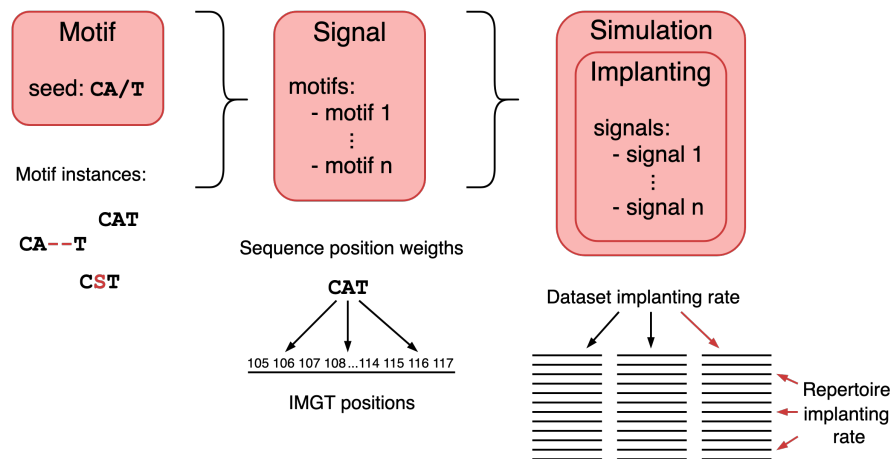 Motif
seed: CA/T
Motif instances:
CAT
CA--T
CST
Signal
motifs:
- motif 1
⋮
- motif n
Sequence position weigths
CAT
105 106 107 108...114 115 116 117
IMGT positions
Simulation
Implanting
signals:
- signal 1
⋮
- signal n
Dataset implanting rate
Repertoire
implanting
rate